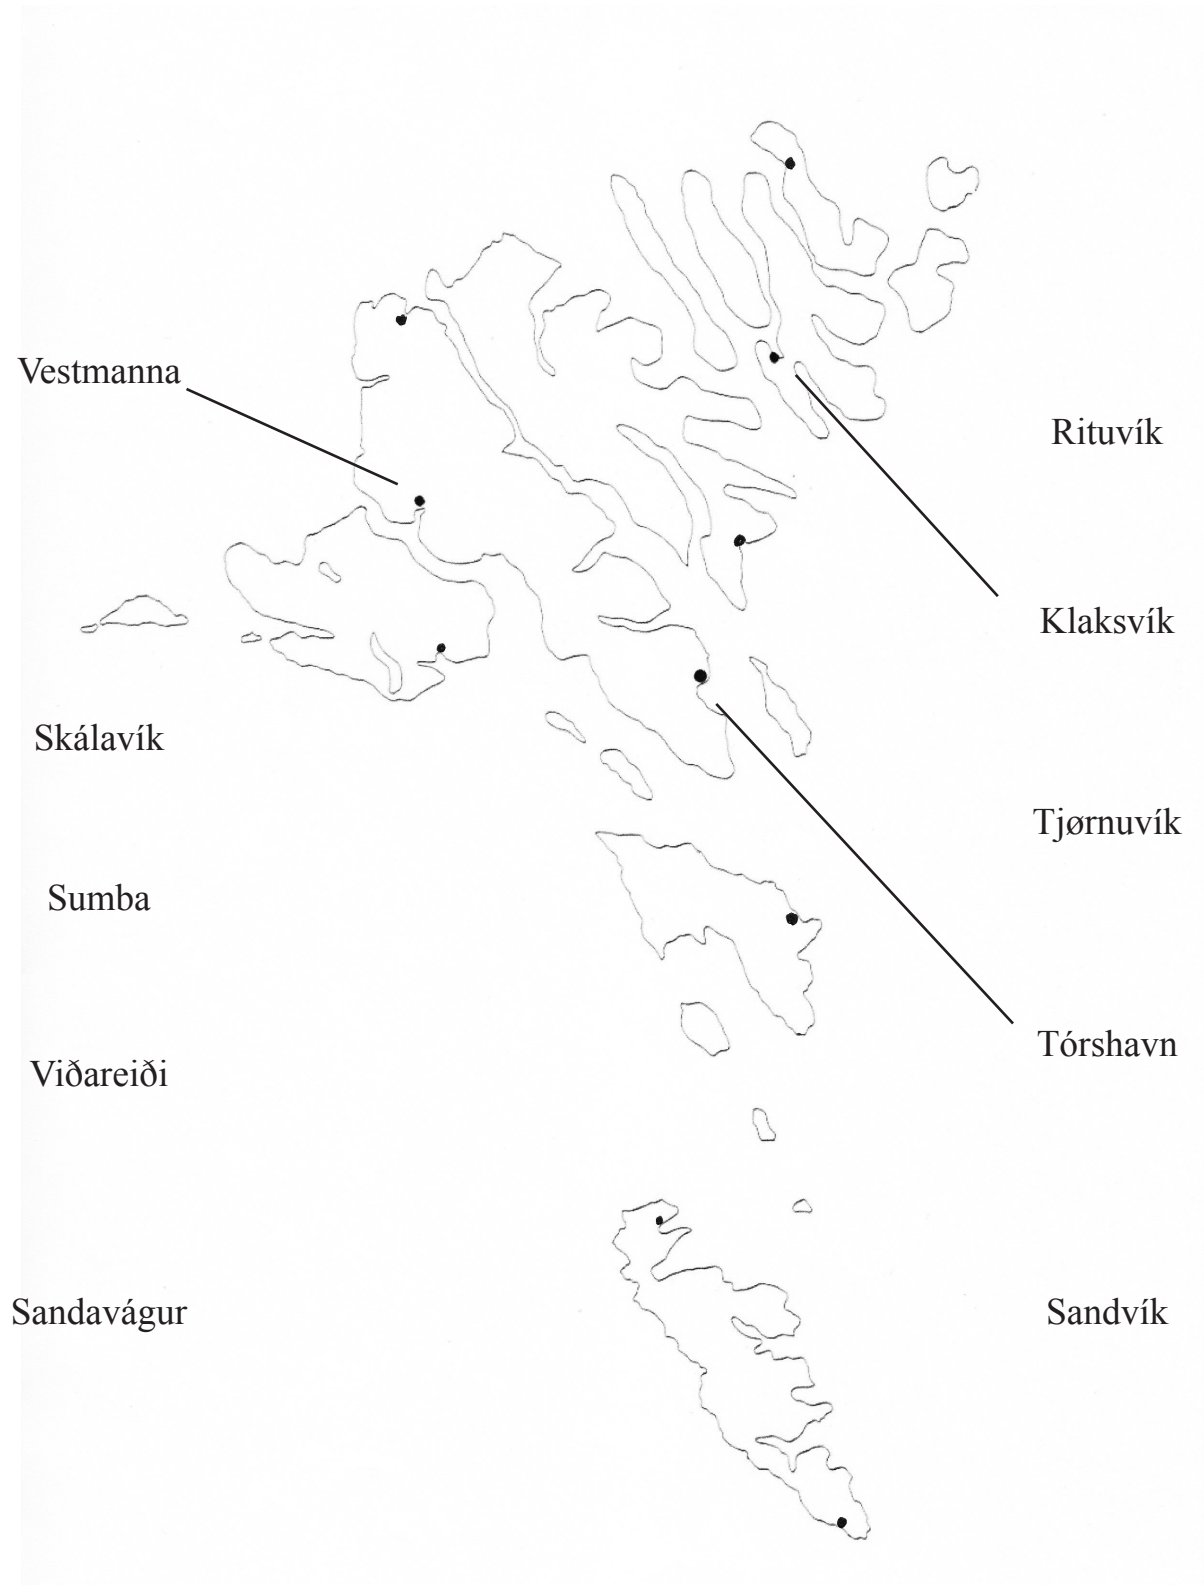 Vestmanna
Rituvík
Klaksvík
Skálavík
Tjørnuvík
Sumba
Tórshavn
Viðareiði
Sandavágur
Sandvík